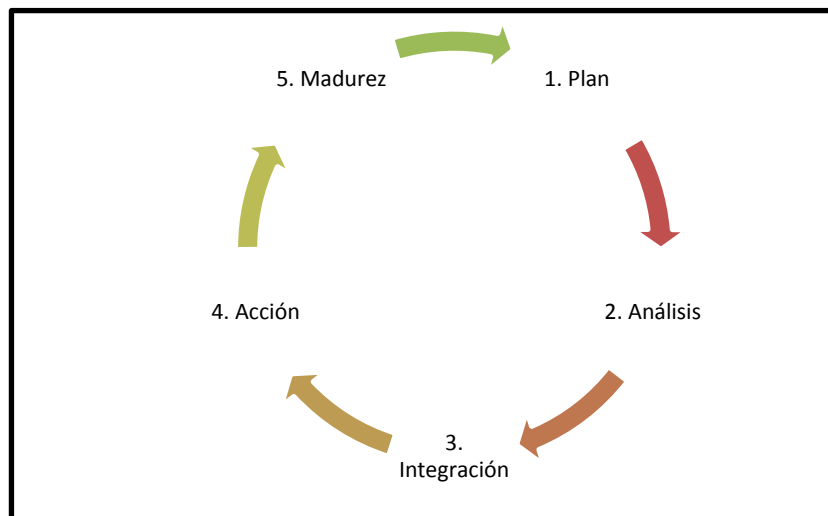 1. Plan
2. Análisis
3.
Integración
4. Acción
5. Madurez